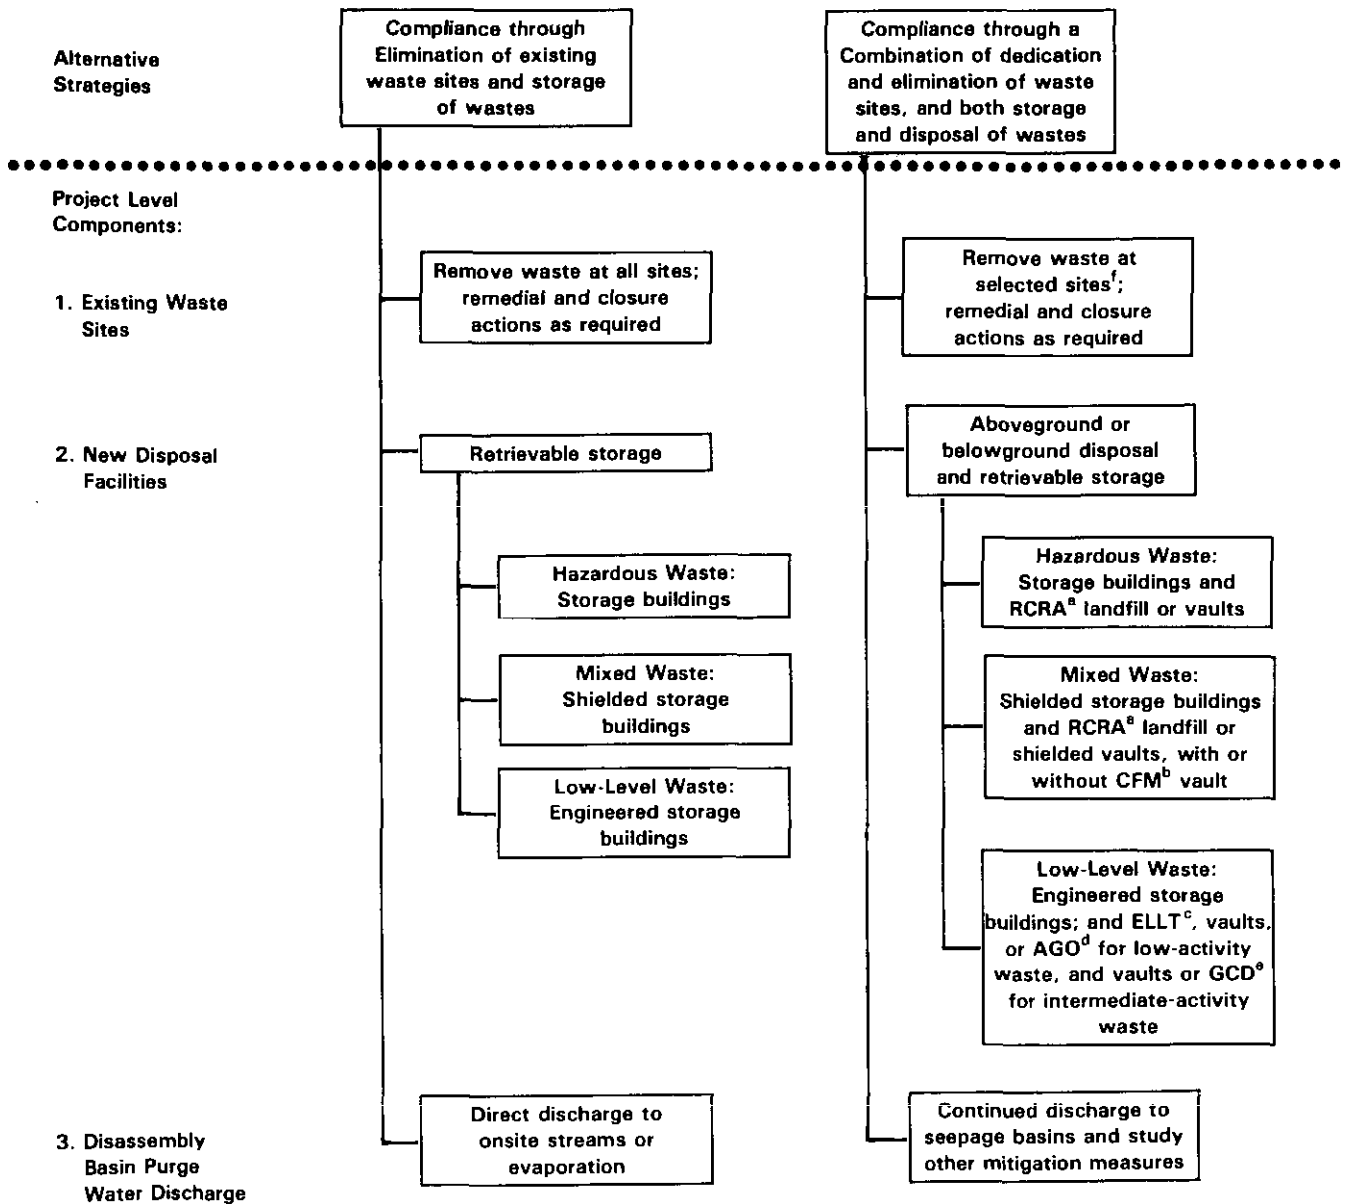 Alternative
Strategies
Compliance through
Elimination of existing
waste sites and storage
of wastes
Compliance through a
Combination of dedication
and elimination of waste
sites, and both storage
and disposal of wastes
Project Level
Components:
1. Existing Waste
Sites
Remove waste at all sites;
remedial and closure
actions as required
Remove waste at
selected sites^f;
remedial and closure
actions as required
2. New Disposal
Facilities
Retrievable storage
Aboveground or
belowground disposal
and retrievable storage
Hazardous Waste:
Storage buildings
Hazardous Waste:
Storage buildings and
RCRA^a landfill or vaults
Mixed Waste:
Shielded storage
buildings
Mixed Waste:
Shielded storage buildings
and RCRA^a landfill or
shielded vaults, with or
without CFM^b vault
Low-Level Waste:
Engineered storage
buildings
Low-Level Waste:
Engineered storage
buildings; and ELLT^c, vaults,
or AGO^d for low-activity
waste, and vaults or GCD^e
for intermediate-activity
waste
3. Disassembly
Basin Purge
Water Discharge
Direct discharge to
onsite streams or
evaporation
Continued discharge to
seepage basins and study
other mitigation measures